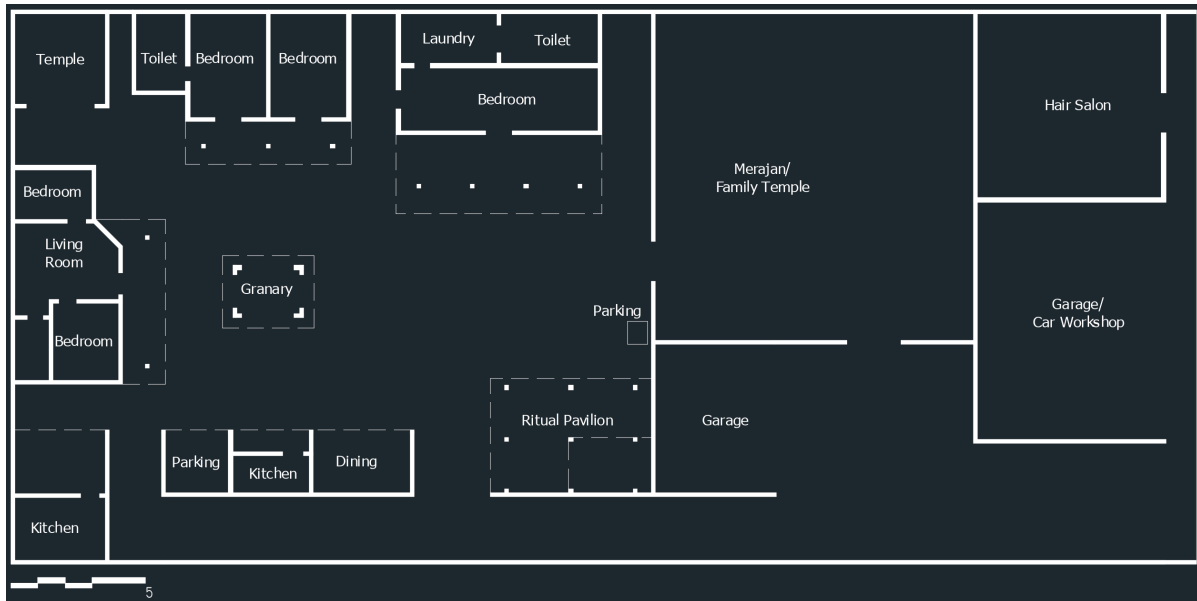 Temple
Toilet
Bedroom
Bedroom
Laundry
Toilet
Bedroom
Hair Salon
Merajan/
Family Temple
Bedroom
Living
Room
Granary
Parking
Garage/
Car Workshop
Bedroom
Ritual Pavilion
Garage
Parking
Kitchen
Dining
Kitchen
5